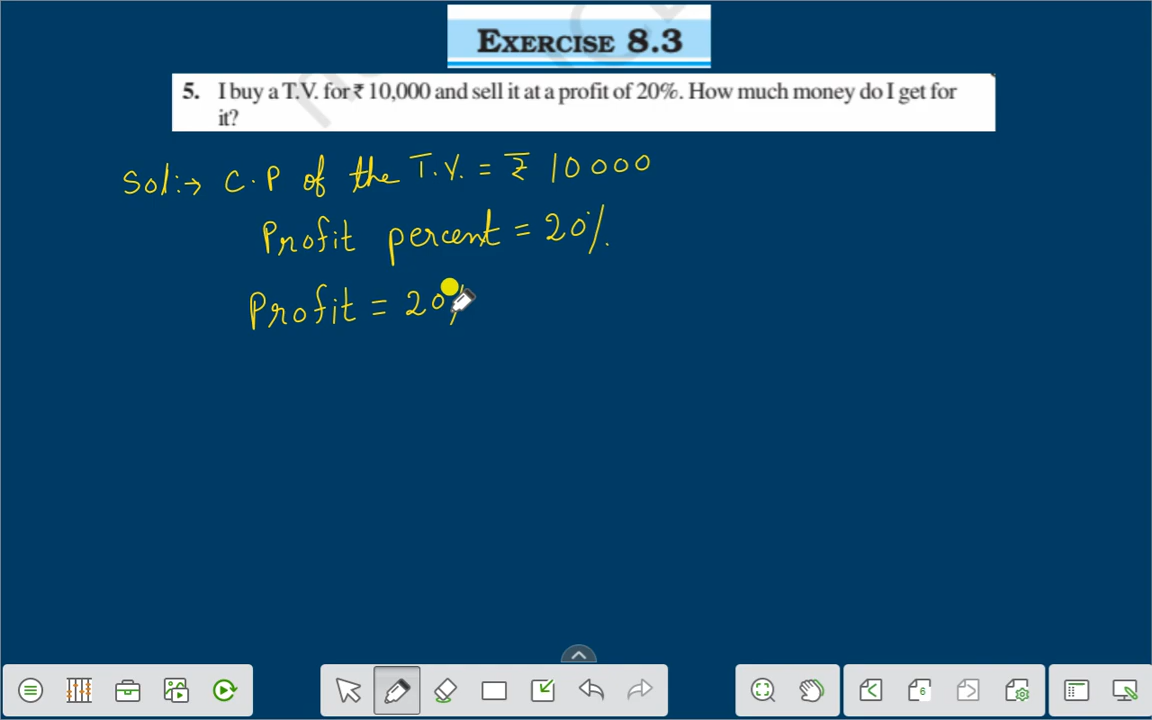 EXERCISE 8.3
5. I buy a T.V. for ₹ 10,000 and sell it at a profit of 20%. How much money do I get for
it?
Sol:→ C.P of the T.V. = ₹ 10000
Profit percent = 20%.
Profit = 20%
6